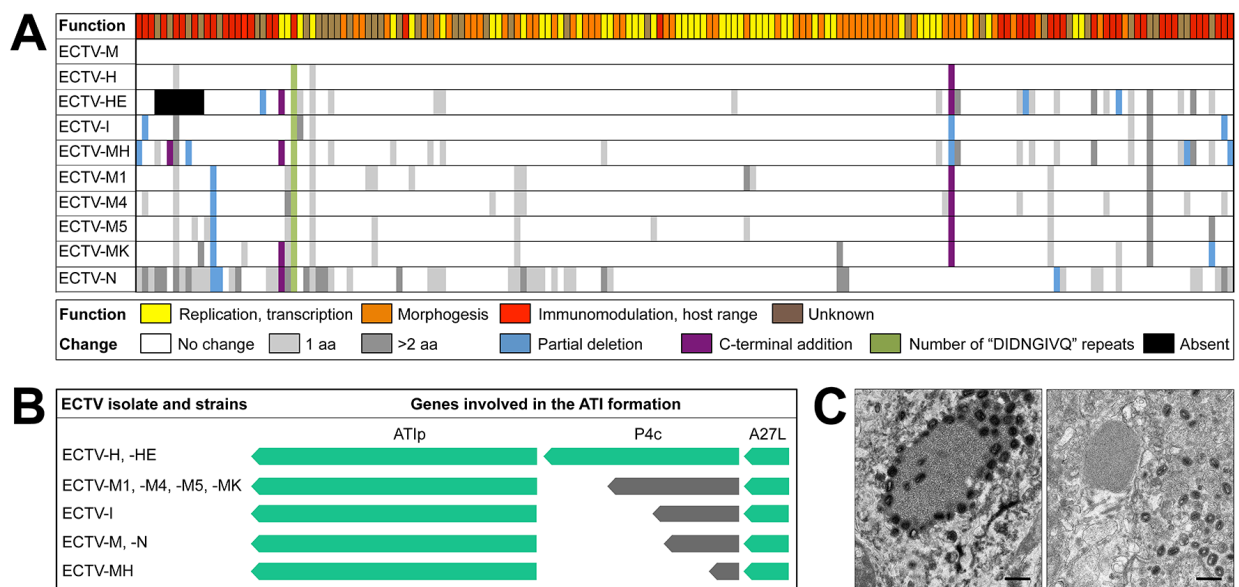 A
Function
ECTV-M
ECTV-H
ECTV-HE
ECTV-I
ECTV-MH
ECTV-M1
ECTV-M4
ECTV-M5
ECTV-MK
ECTV-N
Function Replication, transcription Morphogesis Immunomodulation, host range Unknown
Change No change 1 aa >2 aa Partial deletion C-terminal addition Number of “DIDNGIVQ” repeats Absent
B
ECTV isolate and strains Genes involved in the ATI formation
ATIp P4c A27L
ECTV-H, -HE
ECTV-M1, -M4, -M5, -MK
ECTV-I
ECTV-M, -N
ECTV-MH
C